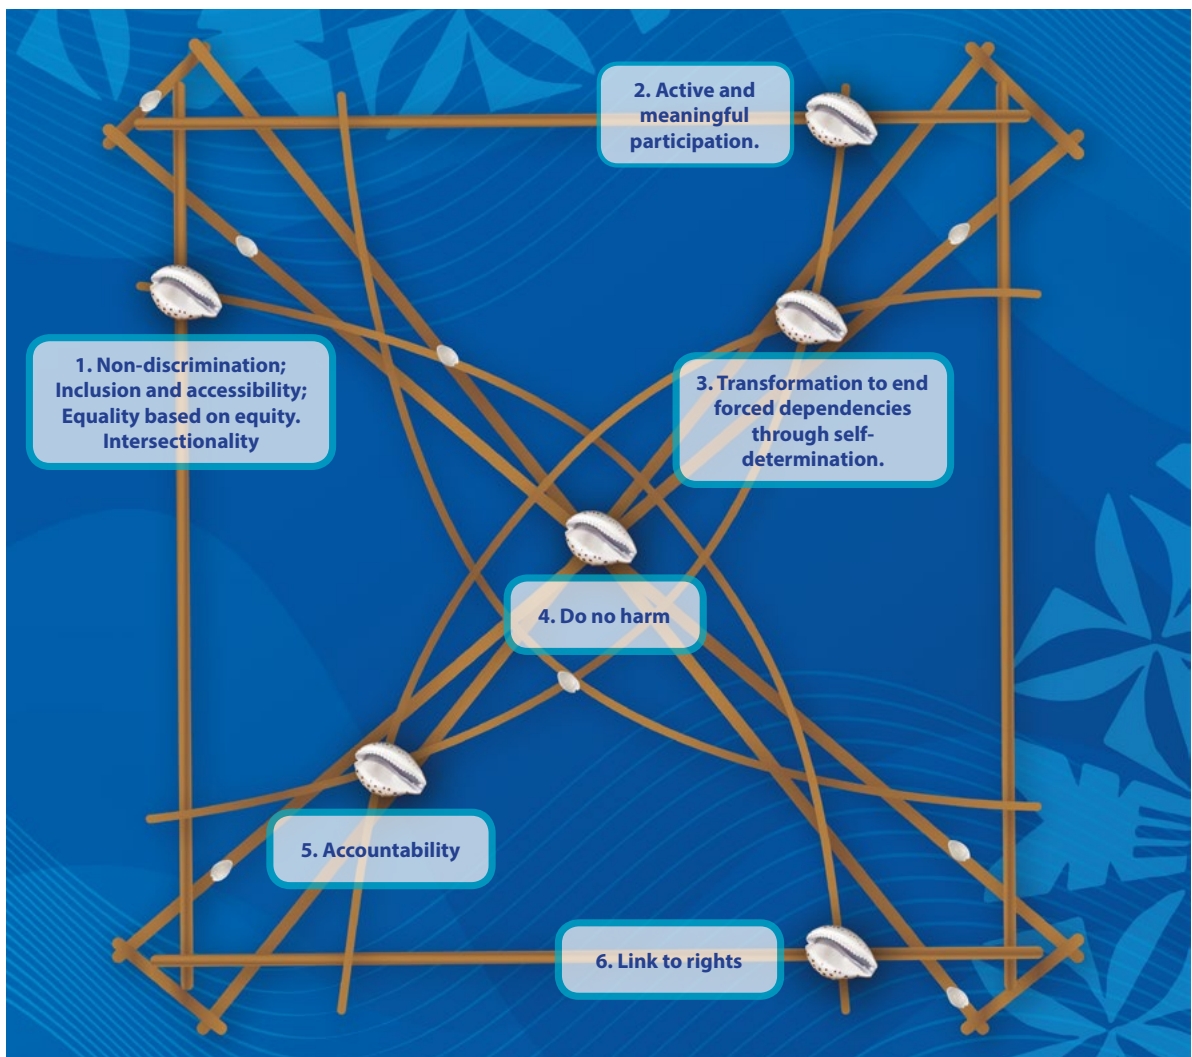 2. Active and
meaningful
participation.
1. Non-discrimination;
Inclusion and accessibility;
Equality based on equity.
Intersectionality
3. Transformation to end
forced dependencies
through self-
determination.
4. Do no harm
5. Accountability
6. Link to rights